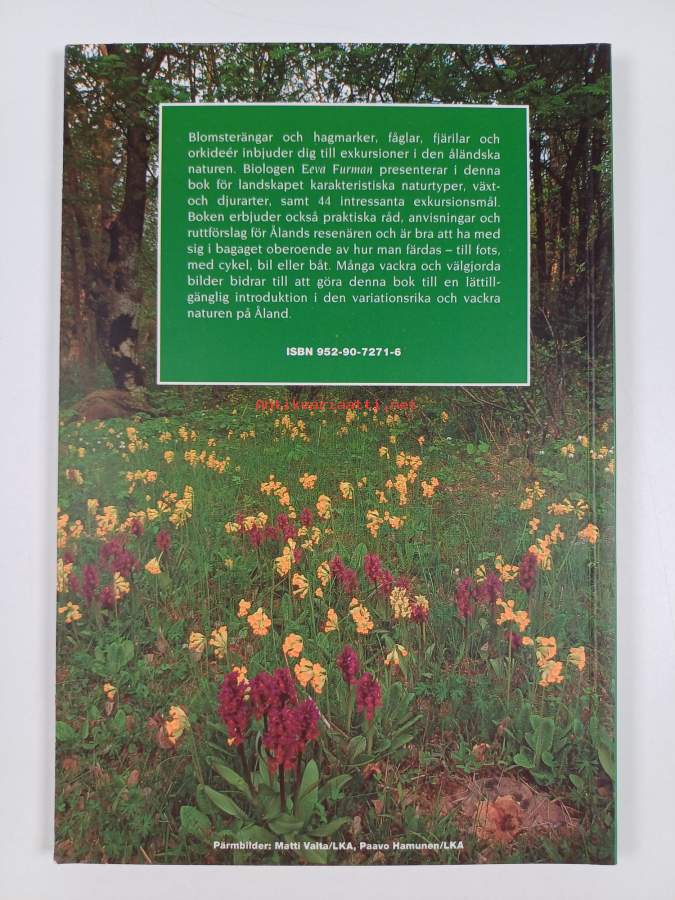 Blomsterängar och hagmarker, fåglar, fjärilar och
orkideér inbjuder dig till exkursioner i den åländska
naturen. Biologen Eeva Furman presenterar i denna
bok för landskapet karakteristiska naturtyper, växt-
och djurarter, samt 44 intressanta exkursionsmål.
Boken erbjuder också praktiska råd, anvisningar och
ruttförslag för Ålands resenären och är bra att ha med
sig i bagaget oberoende av hur man färdas – till fots,
med cykel, bil eller båt. Många vackra och välgjorda
bilder bidrar till att göra denna bok till en lättill-
gänglig introduktion i den variationsrika och vackra
naturen på Åland.
ISBN 952-90-7271-6
Antikvariaatti.net
Pärmbilder: Matti Valta/LKA, Paavo Hamunen/LKA